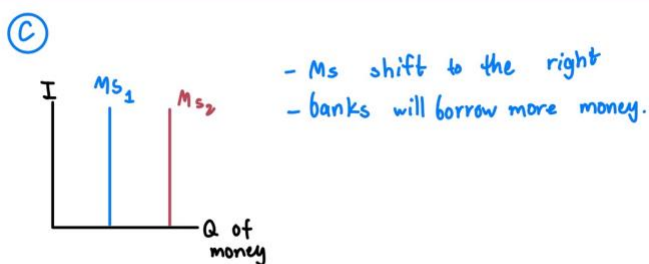 C
I
MS1
MS2
- Ms shift to the right
- banks will borrow more money.
Q of
money